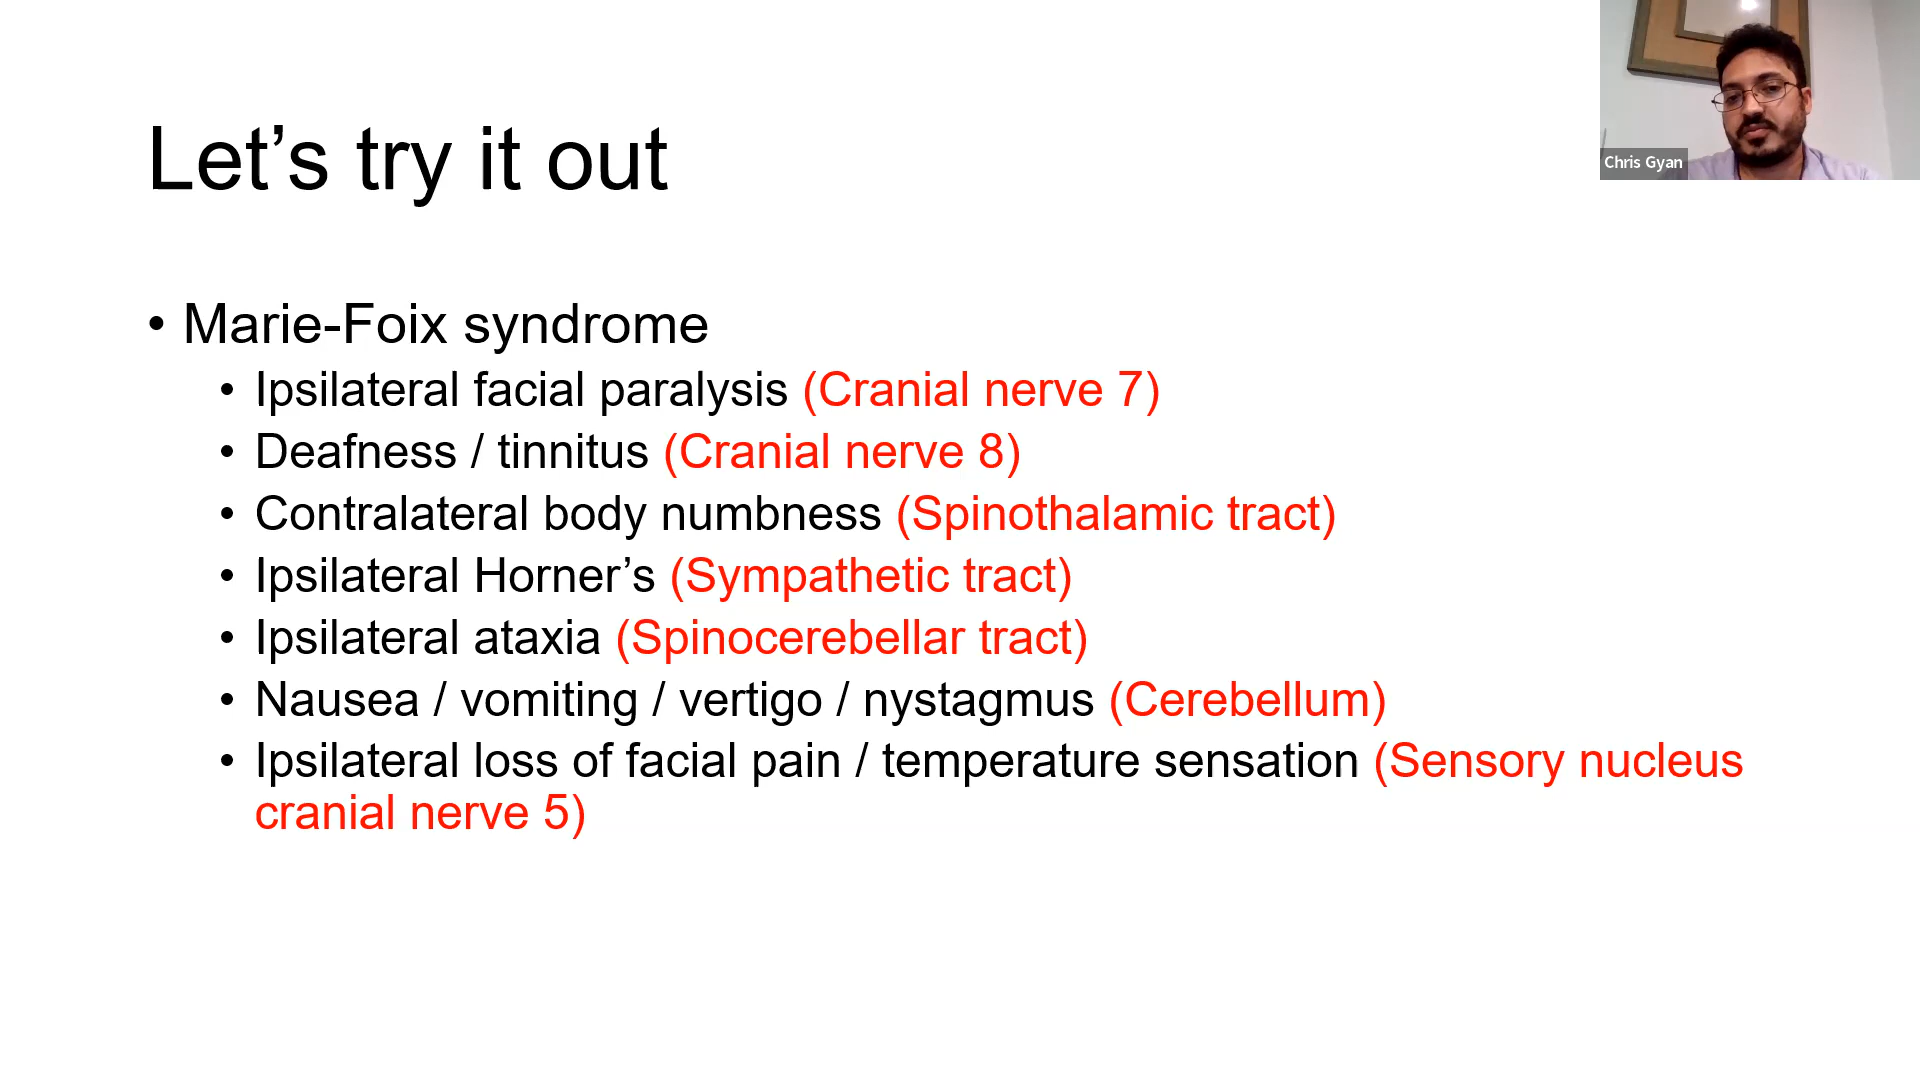 Chris Gyan
Let’s try it out
• Marie-Foix syndrome
• Ipsilateral facial paralysis (Cranial nerve 7)
• Deafness / tinnitus (Cranial nerve 8)
• Contralateral body numbness (Spinothalamic tract)
• Ipsilateral Horner’s (Sympathetic tract)
• Ipsilateral ataxia (Spinocerebellar tract)
• Nausea / vomiting / vertigo / nystagmus (Cerebellum)
• Ipsilateral loss of facial pain / temperature sensation (Sensory nucleus
cranial nerve 5)